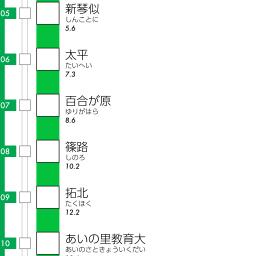 05
新琴似
しんことに
5.6
06
太平
たいへい
7.3
07
百合が原
ゆりがはら
8.6
08
篠路
しのろ
10.2
09
拓北
たくほく
12.2
10
あいの里教育大
あいのさときょういくだい